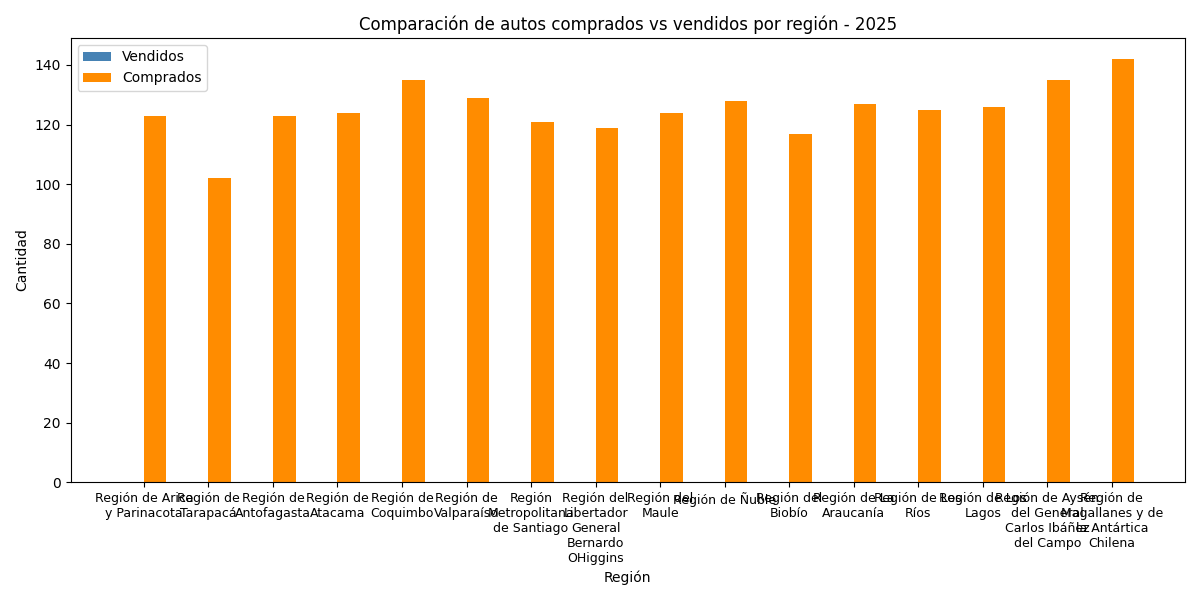 Comparación de autos comprados vs vendidos por región - 2025
Vendidos
Comprados
Cantidad
140
120
100
80
60
40
20
0
Región de Arica
y Parinacota
Región de
Tarapacá
Región de
Antofagasta
Región de
Atacama
Región de
Coquimbo
Región de
Valparaíso
Región
Metropolitana
de Santiago
Región del
Libertador
General
Bernardo
OHiggins
Región del
Maule
Región de Ñuble
Región del
Biobío
Región de La
Araucanía
Región de Los
Ríos
Región de Los
Lagos
Región de Aysén
del General
Carlos Ibáñez
del Campo
Región de
Magallanes y de
la Antártica
Chilena
Región